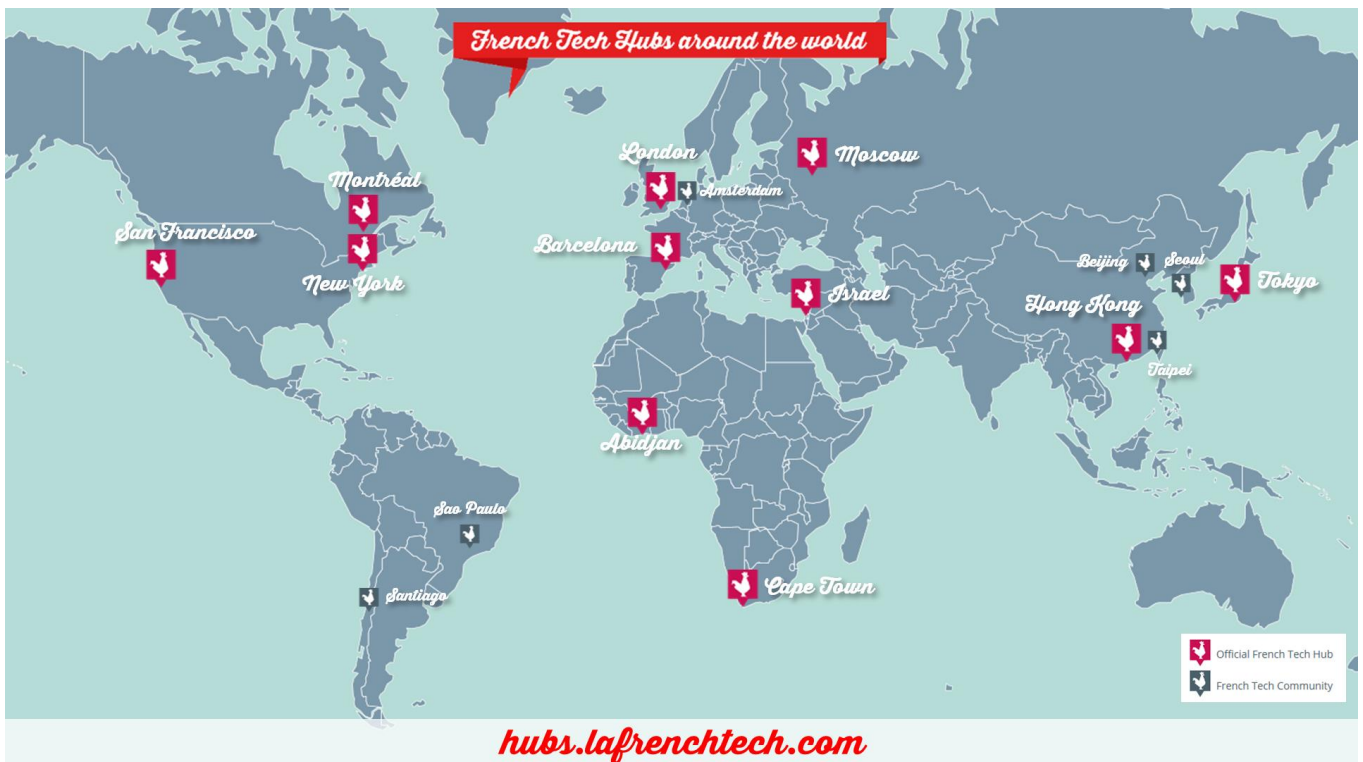 French Tech Hubs around the world
London
Moscow
Montréal
Amsterdam
San Francisco
Barcelona
New York
Israel
Beijing
Seoul
Tokyo
Hong Kong
Taipei
Abidjan
Sao Paulo
Santiago
Cape Town
Official French Tech Hub
French Tech Community
hubs.lafrenchtech.com